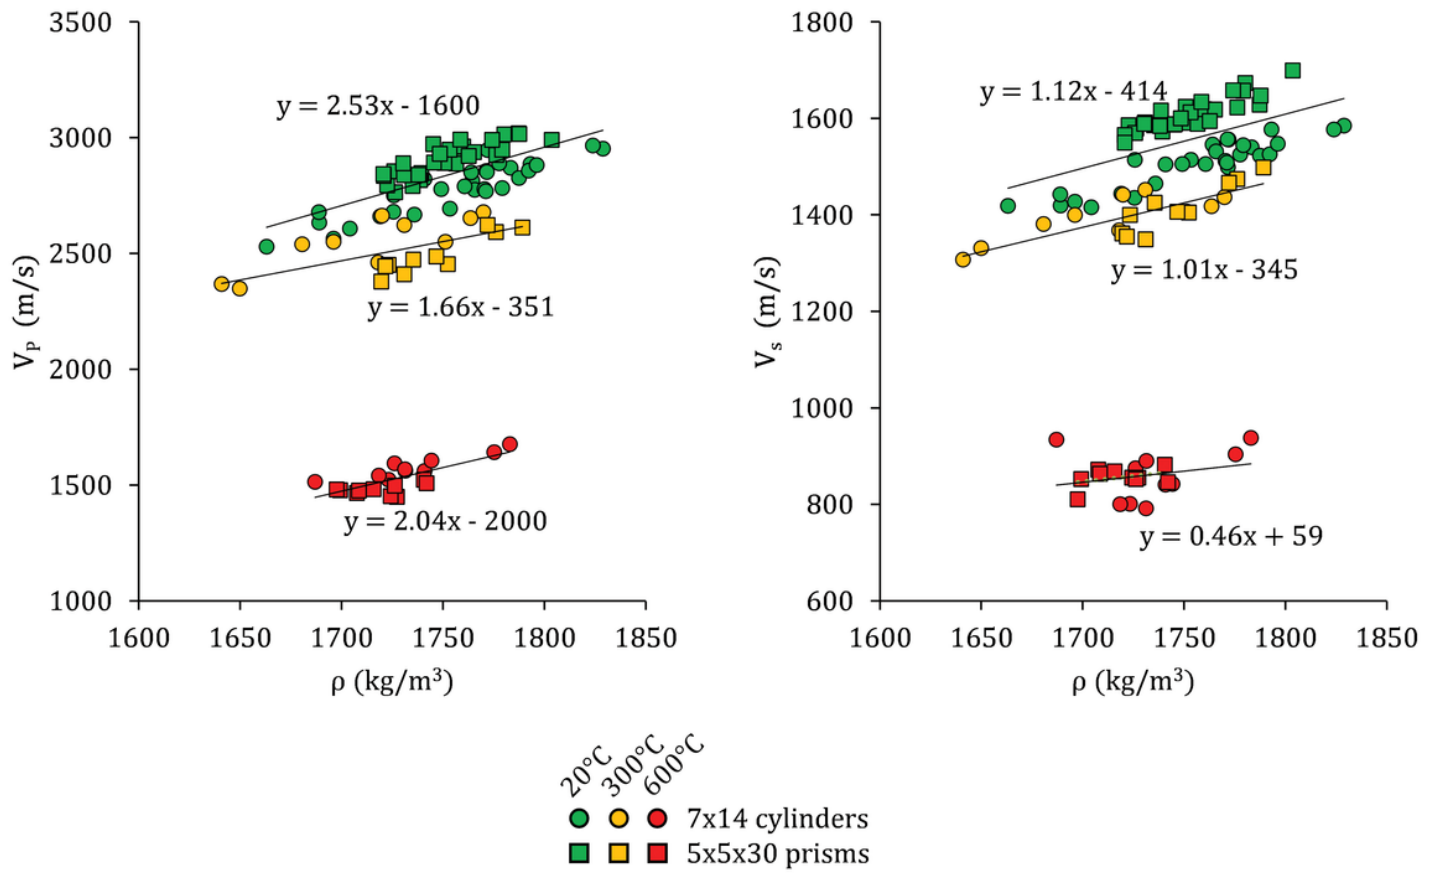 3500
3000
2500
2000
1500
1000
V_P (m/s)
y = 2.53x - 1600
y = 1.66x - 351
y = 2.04x - 2000
1600 1650 1700 1750 1800 1850
ρ (kg/m³)
1800
1600
1400
1200
1000
800
600
V_s (m/s)
y = 1.12x - 414
y = 1.01x - 345
y = 0.46x + 59
1600 1650 1700 1750 1800 1850
ρ (kg/m³)
20°C 300°C 600°C
7x14 cylinders
5x5x30 prisms